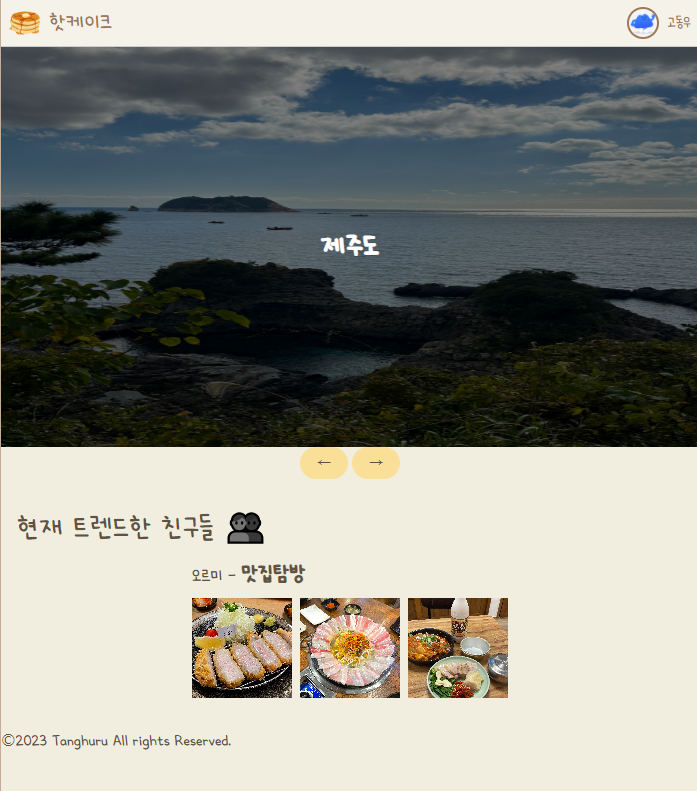 핫케이크
고동우
제주도
← →
현재 트렌드한 친구들
오르미 - 맛집탐방
©2023 Tanghuru All rights Reserved.